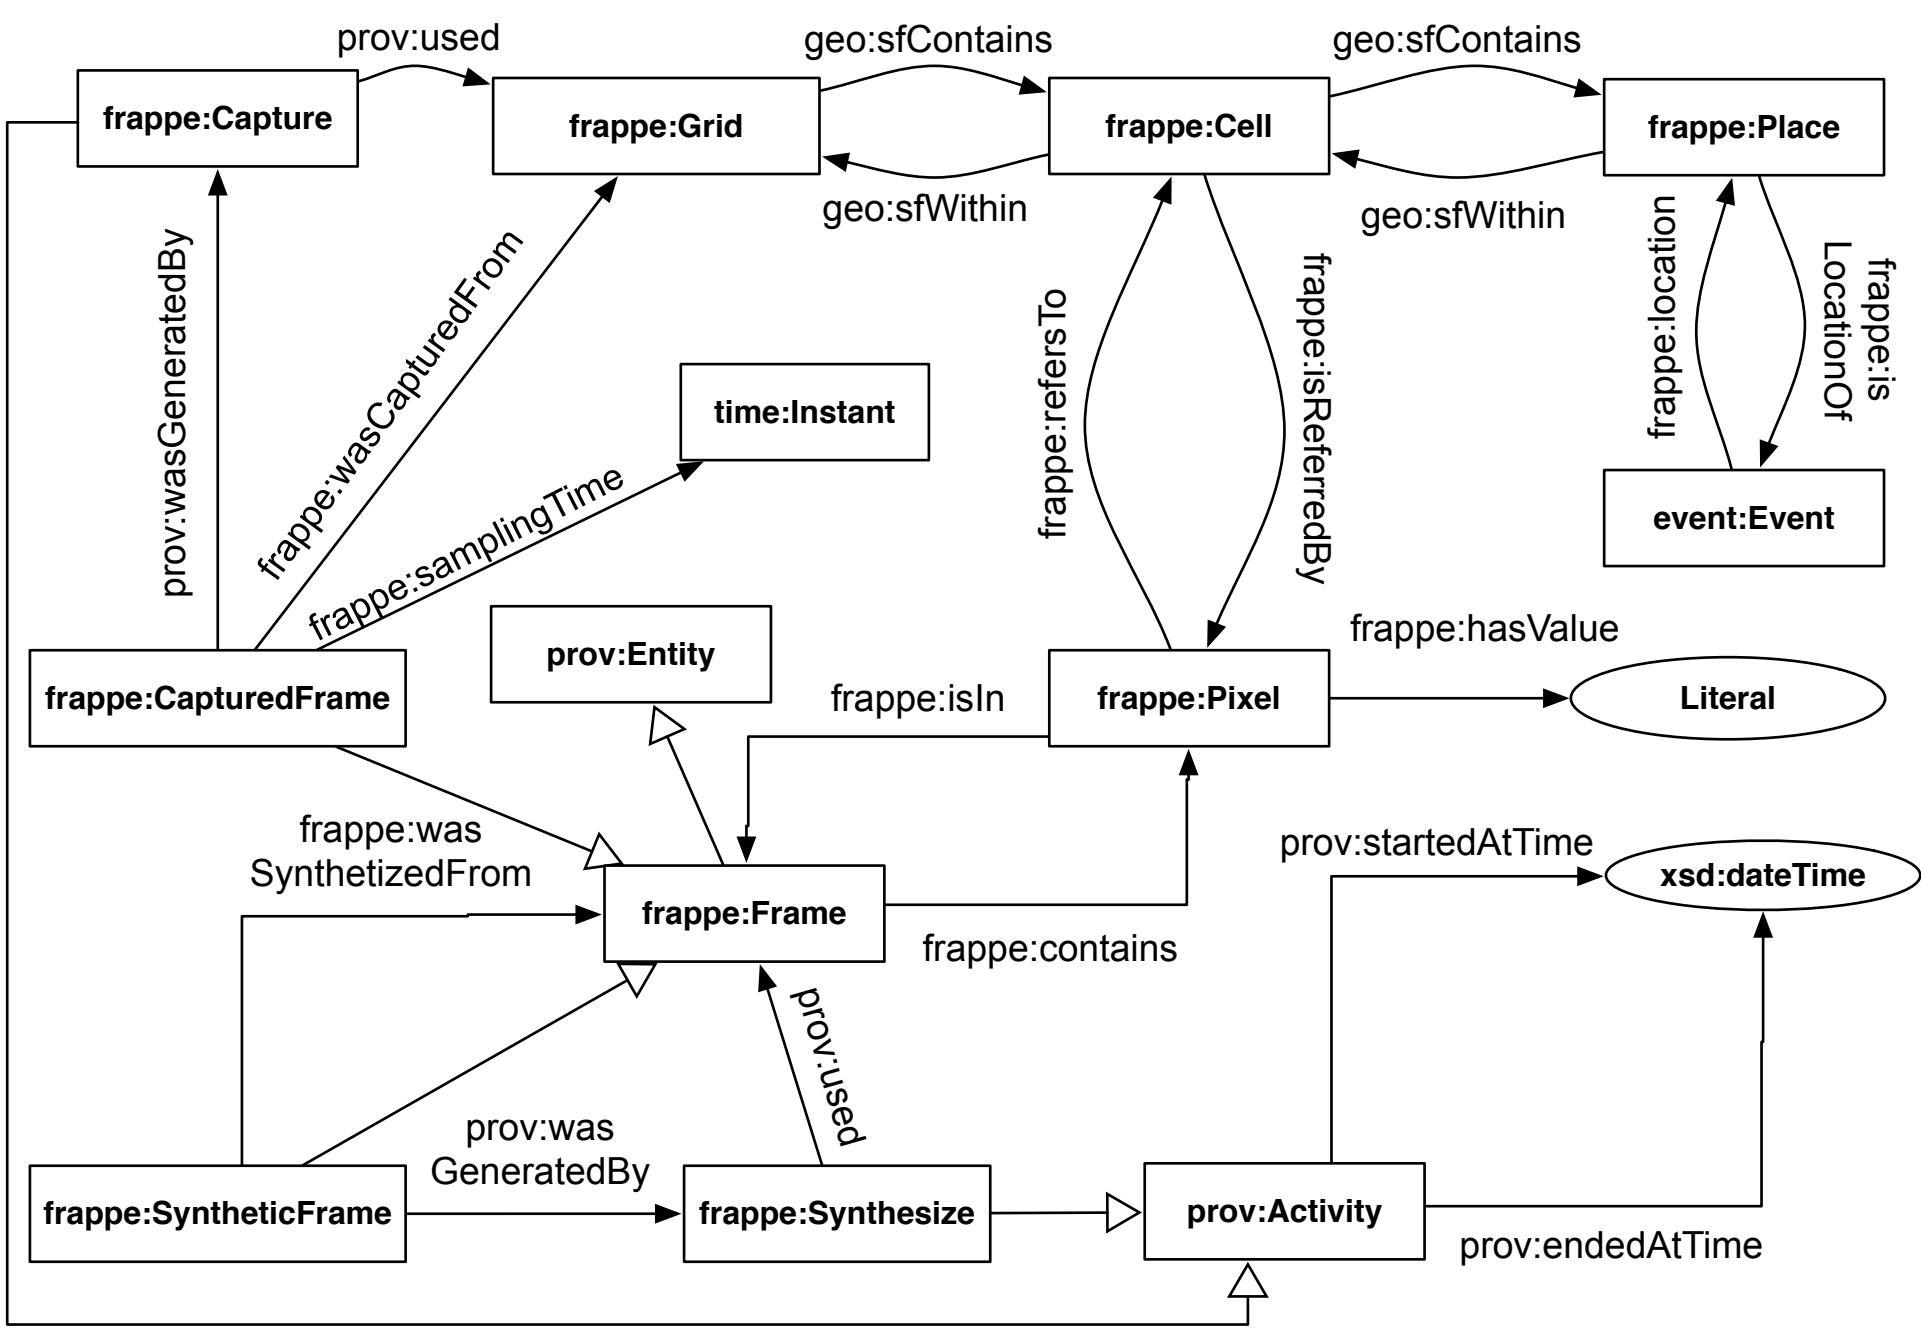 prov:used
geo:sfContains
geo:sfContains
frappe:Capture
frappe:Grid
frappe:Cell
frappe:Place
geo:sfWithin
geo:sfWithin
prov:wasGeneratedBy
frappe:wasCapturedFrom
frappe:samplingTime
time:Instant
frappe:refersTo
frappe:isReferredBy
frappe:location
frappe:is
LocationOf
event:Event
prov:Entity
frappe:CapturedFrame
frappe:isIn
frappe:Pixel
frappe:hasValue
Literal
frappe:was
SynthetizedFrom
frappe:Frame
frappe:contains
prov:startedAtTime
xsd:dateTime
prov:used
prov:was
GeneratedBy
frappe:SyntheticFrame
frappe:Synthesize
prov:Activity
prov:endedAtTime